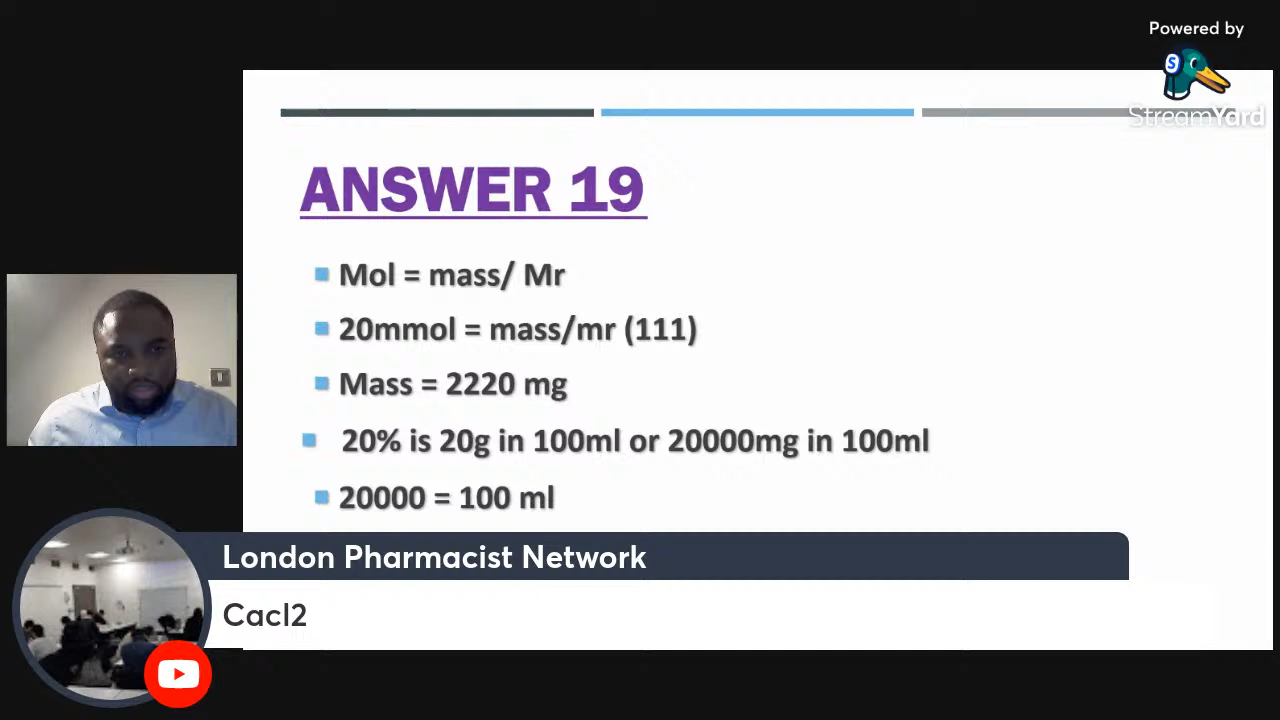 Powered by
S
StreamYard
ANSWER 19
Mol = mass/ Mr
20mmol = mass/mr (111)
Mass = 2220 mg
20% is 20g in 100ml or 20000mg in 100ml
20000 = 100 ml
London Pharmacist Network
Cacl2